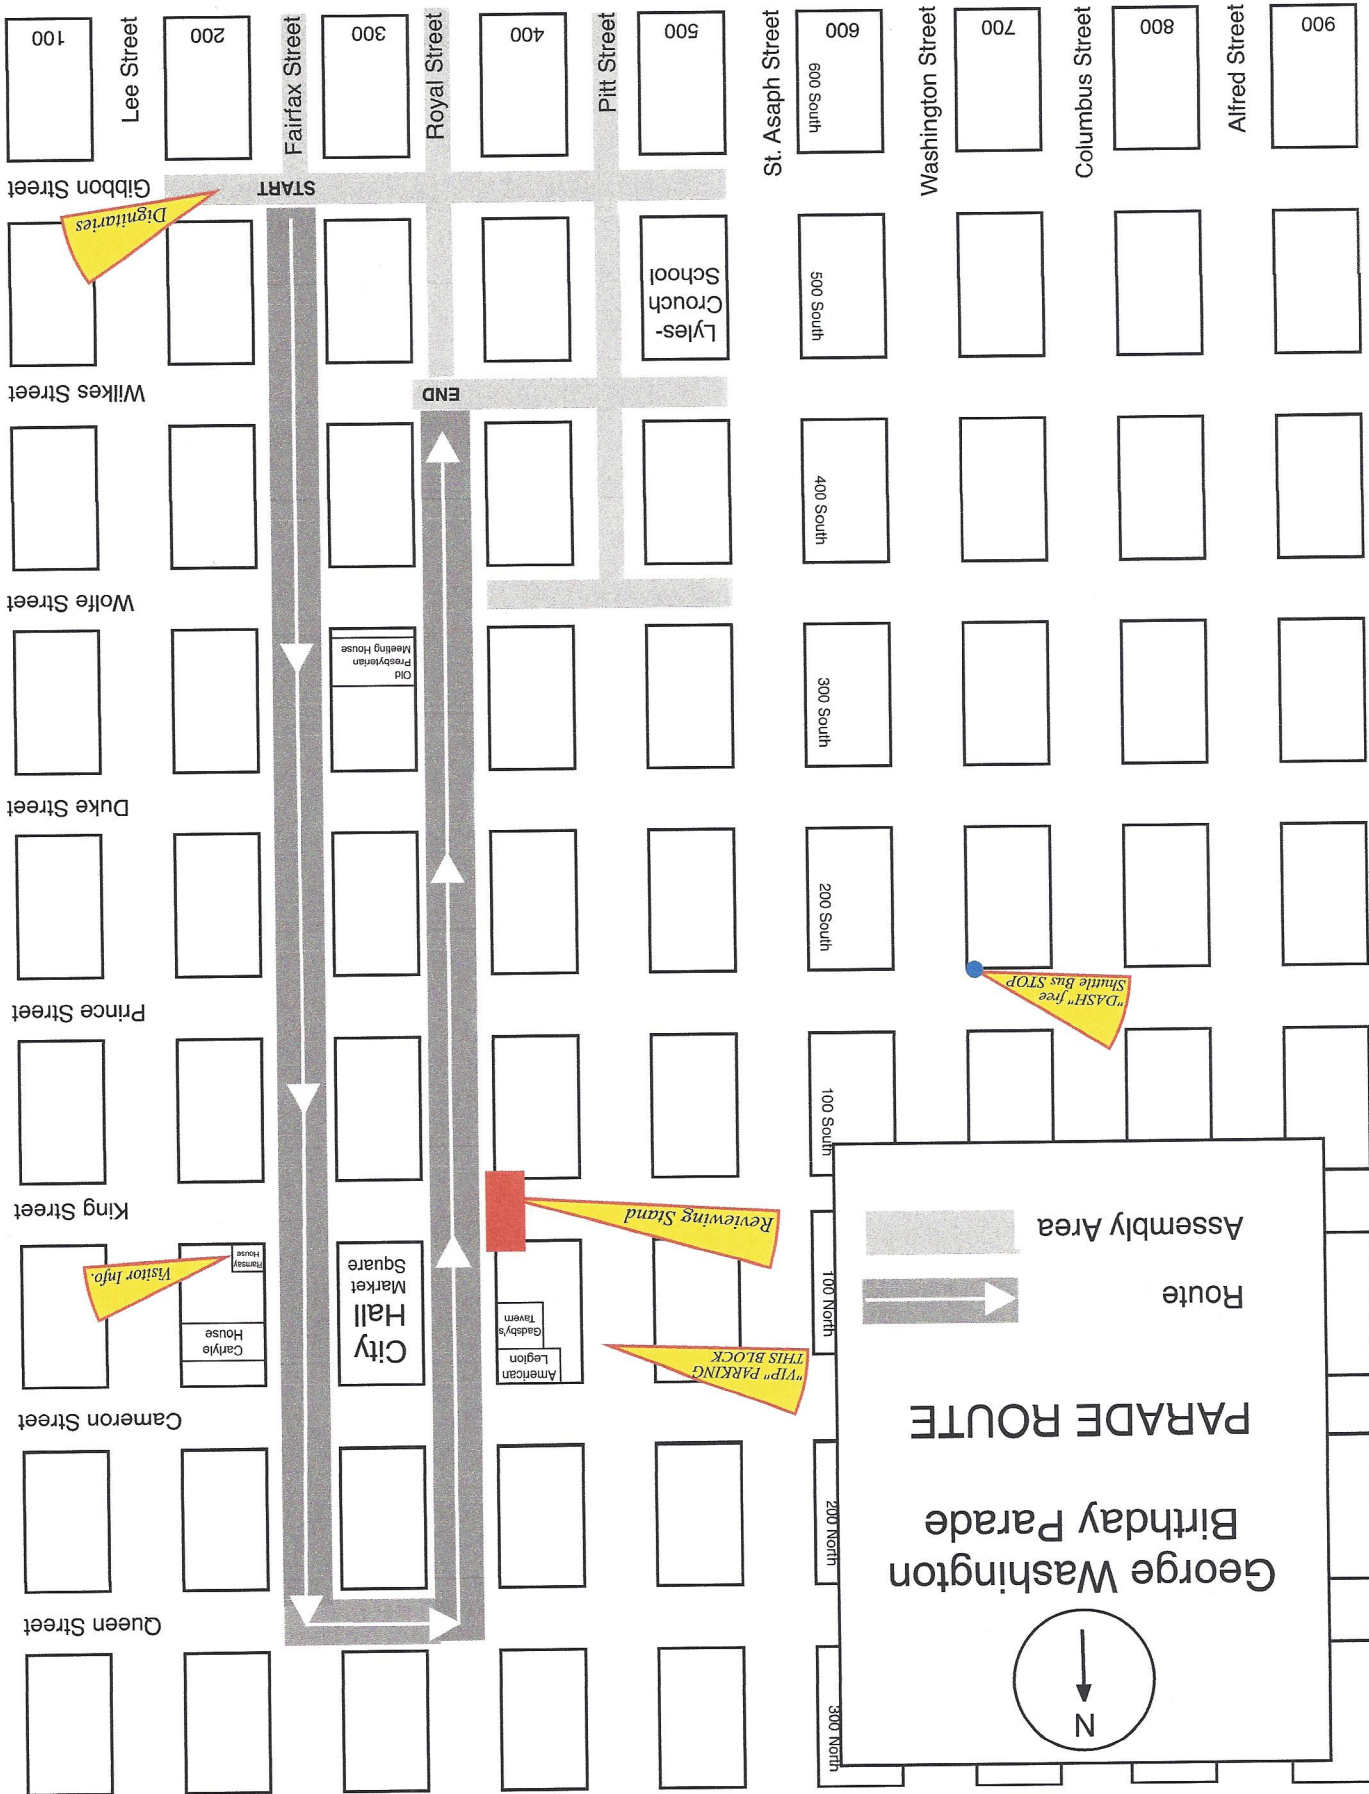 N
George Washington
Birthday Parade
PARADE ROUTE
Route
Assembly Area
300 North
200 North
100 North
100 South
200 South
300 South
400 South
500 South
600 South
Queen Street
Cameron Street
King Street
Prince Street
Duke Street
Wolfe Street
Wilkes Street
Gibbon Street
"VIP" PARKING
THIS BLOCK
American
Legion
Gadsby's
Tavern
City
Hall
Market
Square
Carlyle
House
Ramsay
House
Visitor Info.
Reviewing Stand
"DASH" free"
Shuttle Bus STOP
Old
Presbyterian
Meeting House
END
Lyles-
Crouch
School
START
Dignitaries
Alfred Street
Columbus Street
Washington Street
St. Asaph Street
Pitt Street
Royal Street
Fairfax Street
Lee Street
900
800
700
600
500
400
300
200
100